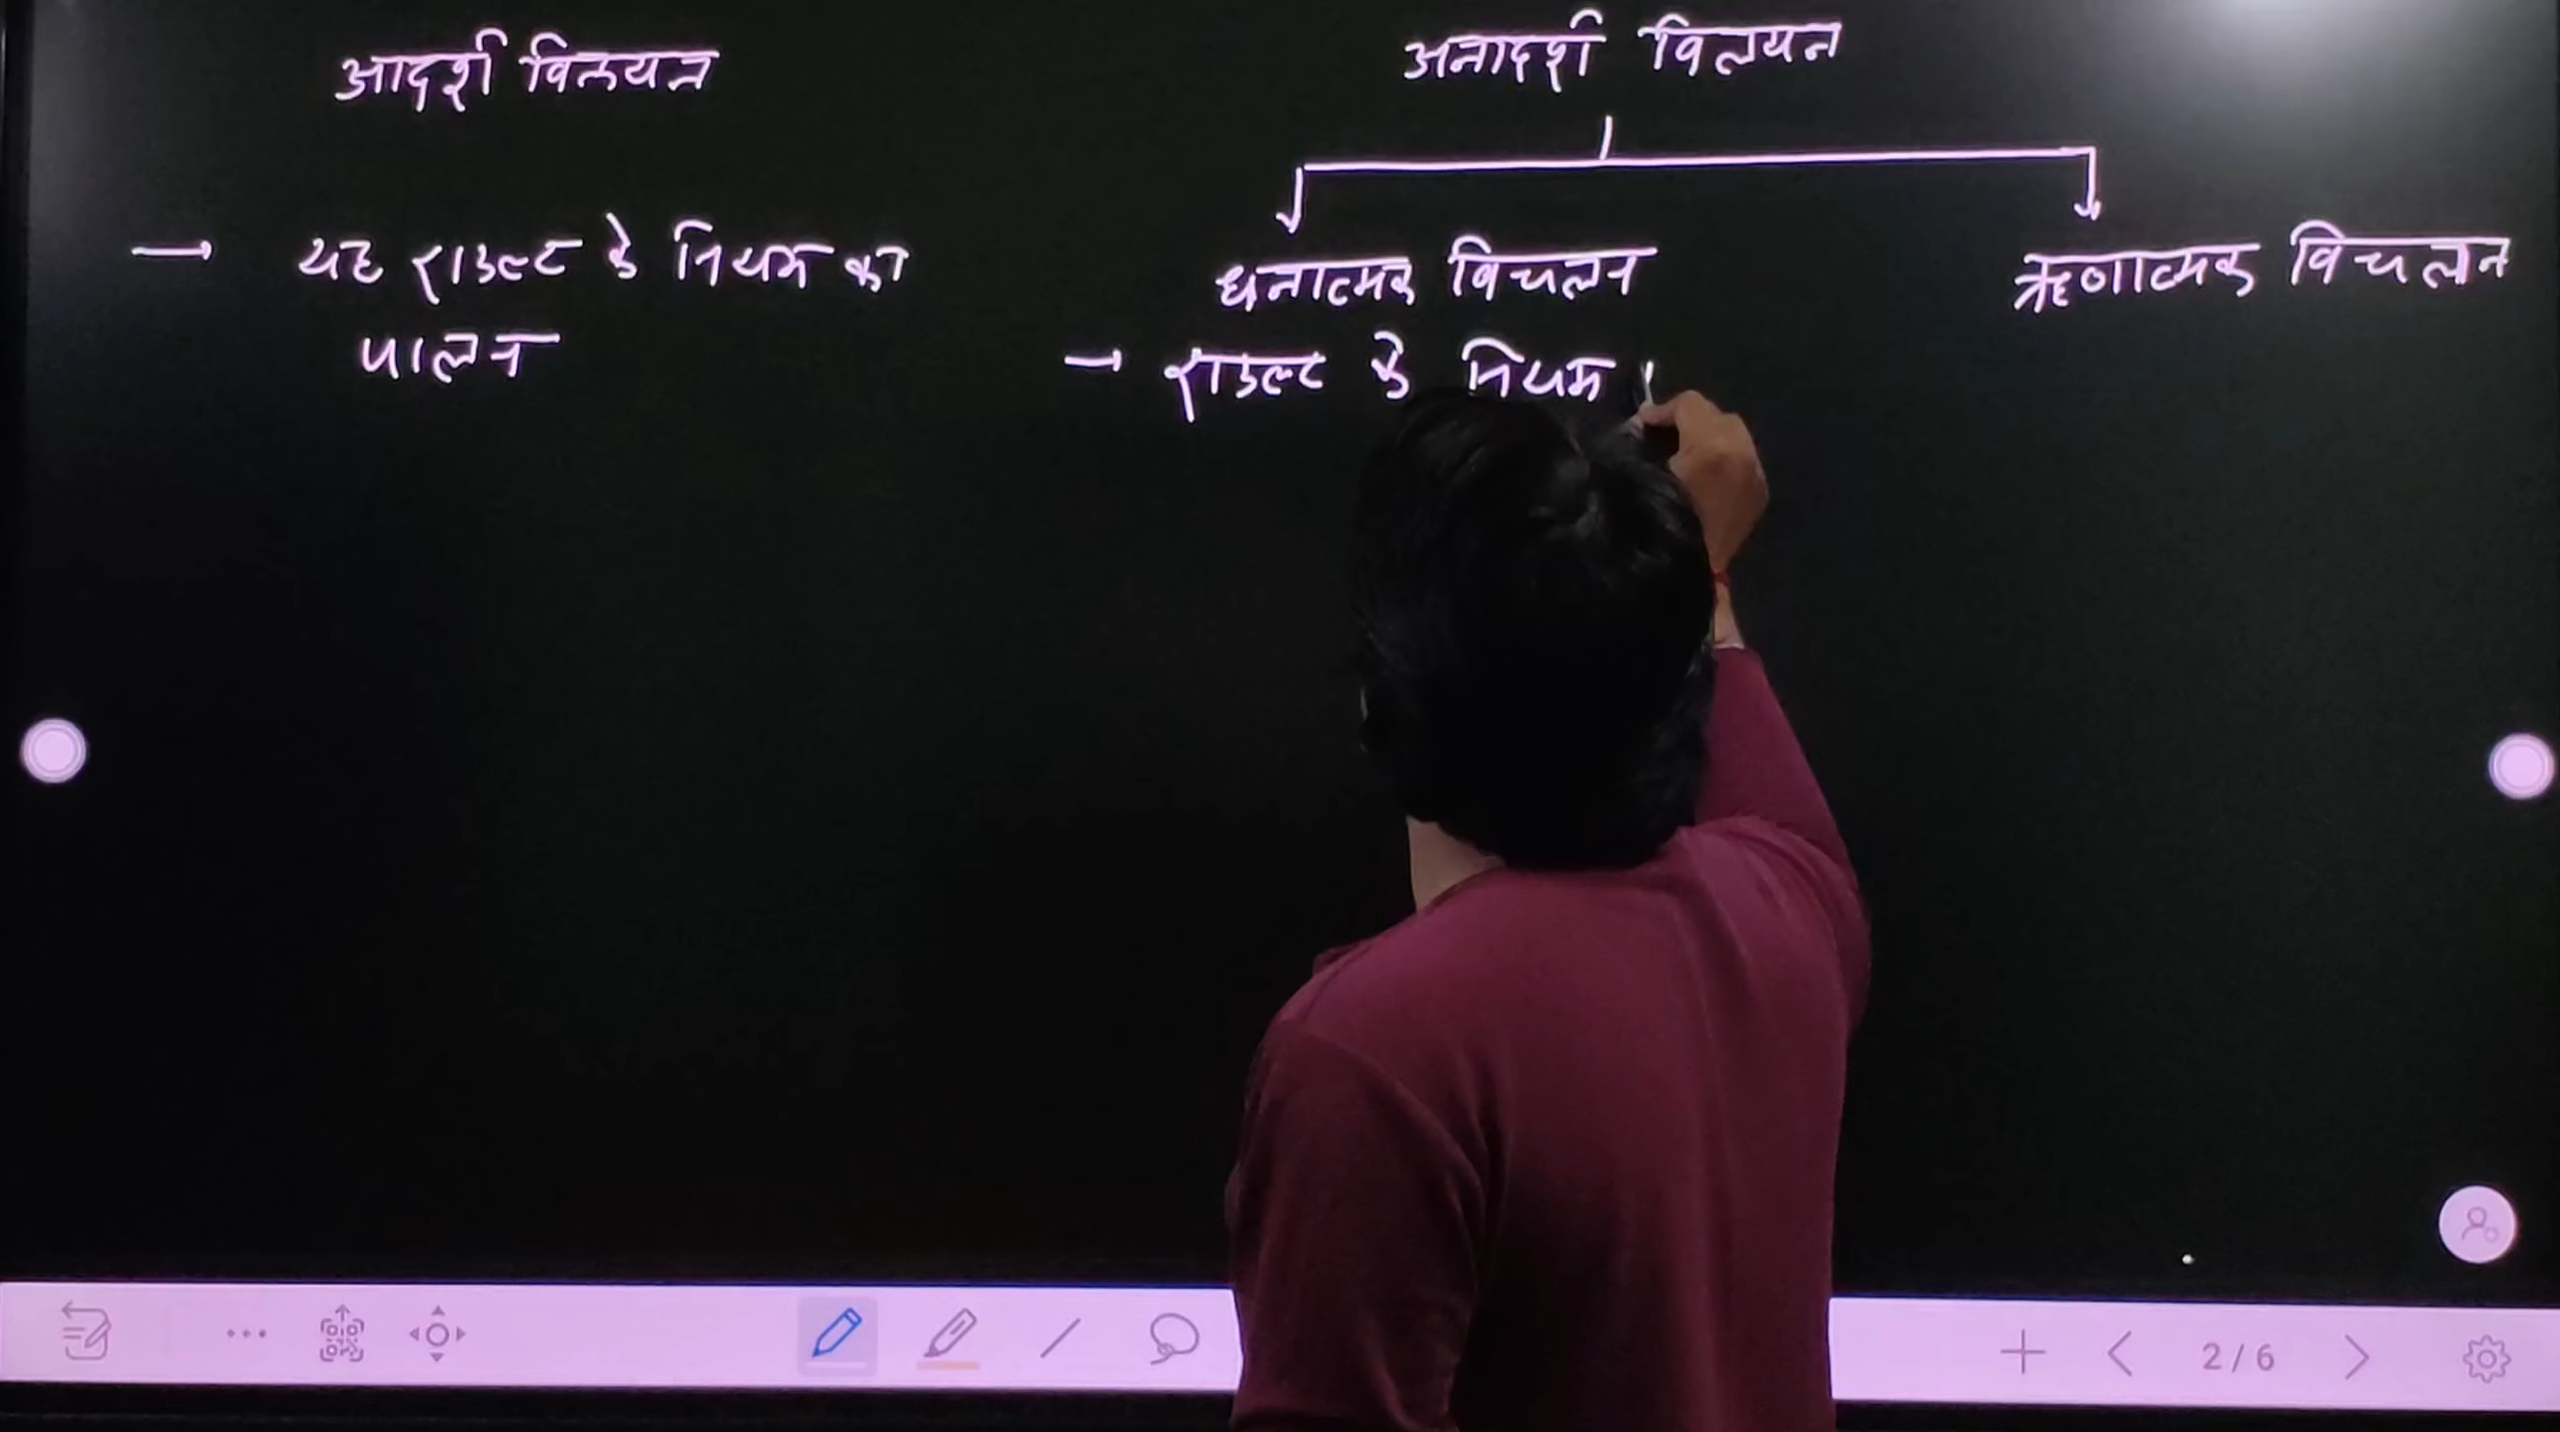 आदर्श विलयन
अनादर्श विलयन
→ यह राउल्ट के नियम का
पालन
धनात्मक विचलन
→ राउल्ट के नियम
ऋणात्मक विचलन
2/6